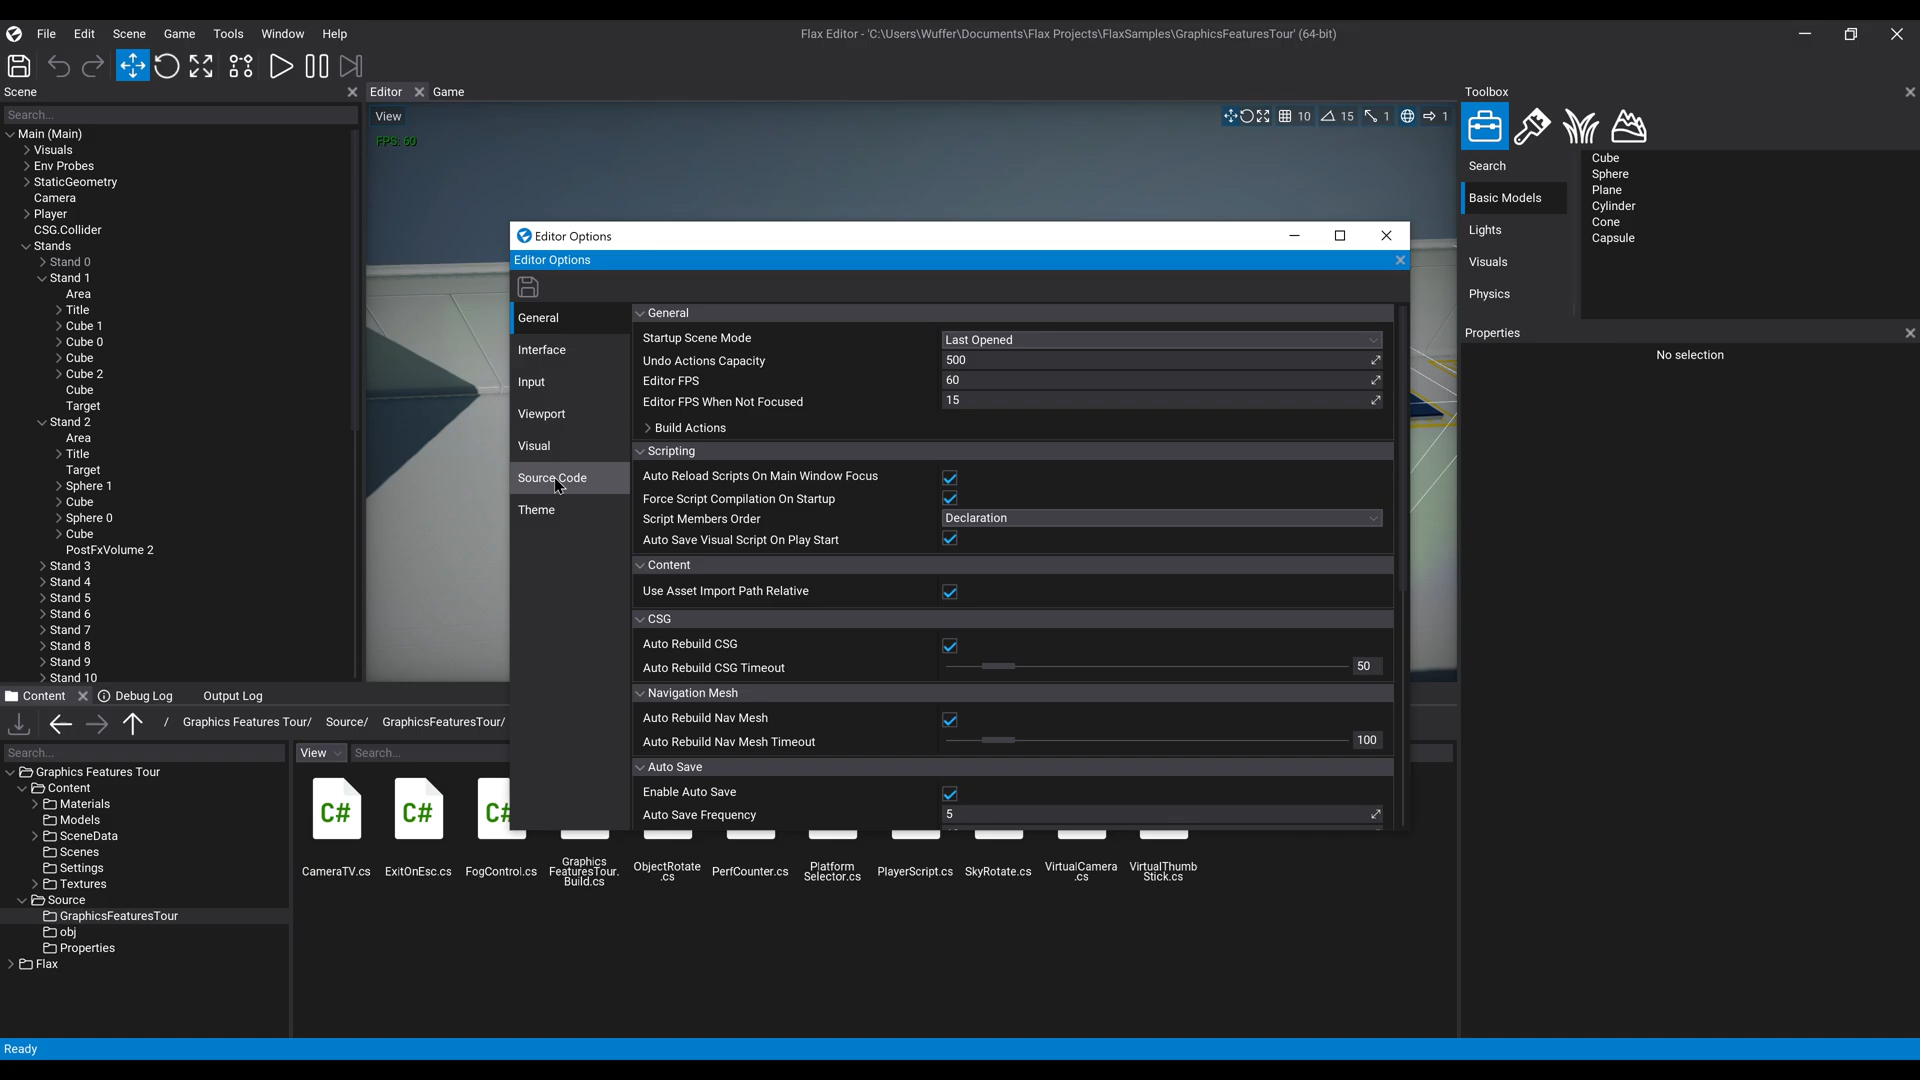 File Edit Scene Game Tools Window Help
Flax Editor - 'C:\Users\Wuffer\Documents\Flax Projects\FlaxSamples\GraphicsFeaturesTour' (64-bit)
Scene
Search...
Main (Main)
Visuals
Env Probes
StaticGeometry
Camera
Player
CSG.Collider
Stands
Stand 0
Stand 1
Area
Title
Cube 1
Cube 0
Cube
Cube 2
Cube
Target
Stand 2
Area
Title
Target
Sphere 1
Cube
Sphere 0
Cube
PostFxVolume 2
Stand 3
Stand 4
Stand 5
Stand 6
Stand 7
Stand 8
Stand 9
Stand 10
Editor Game
View
10 15 1 1
FPS: 60
Toolbox
Search
Basic Models
Lights
Visuals
Physics
Cube
Sphere
Plane
Cylinder
Cone
Capsule
Properties
No selection
Editor Options
Editor Options
General
Interface
Input
Viewport
Visual
Source Code
Theme
General
Startup Scene Mode Last Opened
Undo Actions Capacity 500
Editor FPS 60
Editor FPS When Not Focused 15
Build Actions
Scripting
Auto Reload Scripts On Main Window Focus
Force Script Compilation On Startup
Script Members Order Declaration
Auto Save Visual Script On Play Start
Content
Use Asset Import Path Relative
CSG
Auto Rebuild CSG
Auto Rebuild CSG Timeout 50
Navigation Mesh
Auto Rebuild Nav Mesh
Auto Rebuild Nav Mesh Timeout 100
Auto Save
Enable Auto Save
Auto Save Frequency 5
Content Debug Log Output Log
/ Graphics Features Tour/ Source/ GraphicsFeaturesTour/
Search...
View Search...
Graphics Features Tour
Content
Materials
Models
SceneData
Scenes
Settings
Textures
Source
GraphicsFeaturesTour
obj
Properties
Flax
C# C# C#
CameraTV.cs
ExitOnEsc.cs
FogControl.cs
Graphics
FeaturesTour.
Build.cs
ObjectRotate
.cs
PerfCounter.cs
Platform
Selector.cs
PlayerScript.cs
SkyRotate.cs
VirtualCamera
.cs
VirtualThumb
Stick.cs
Ready